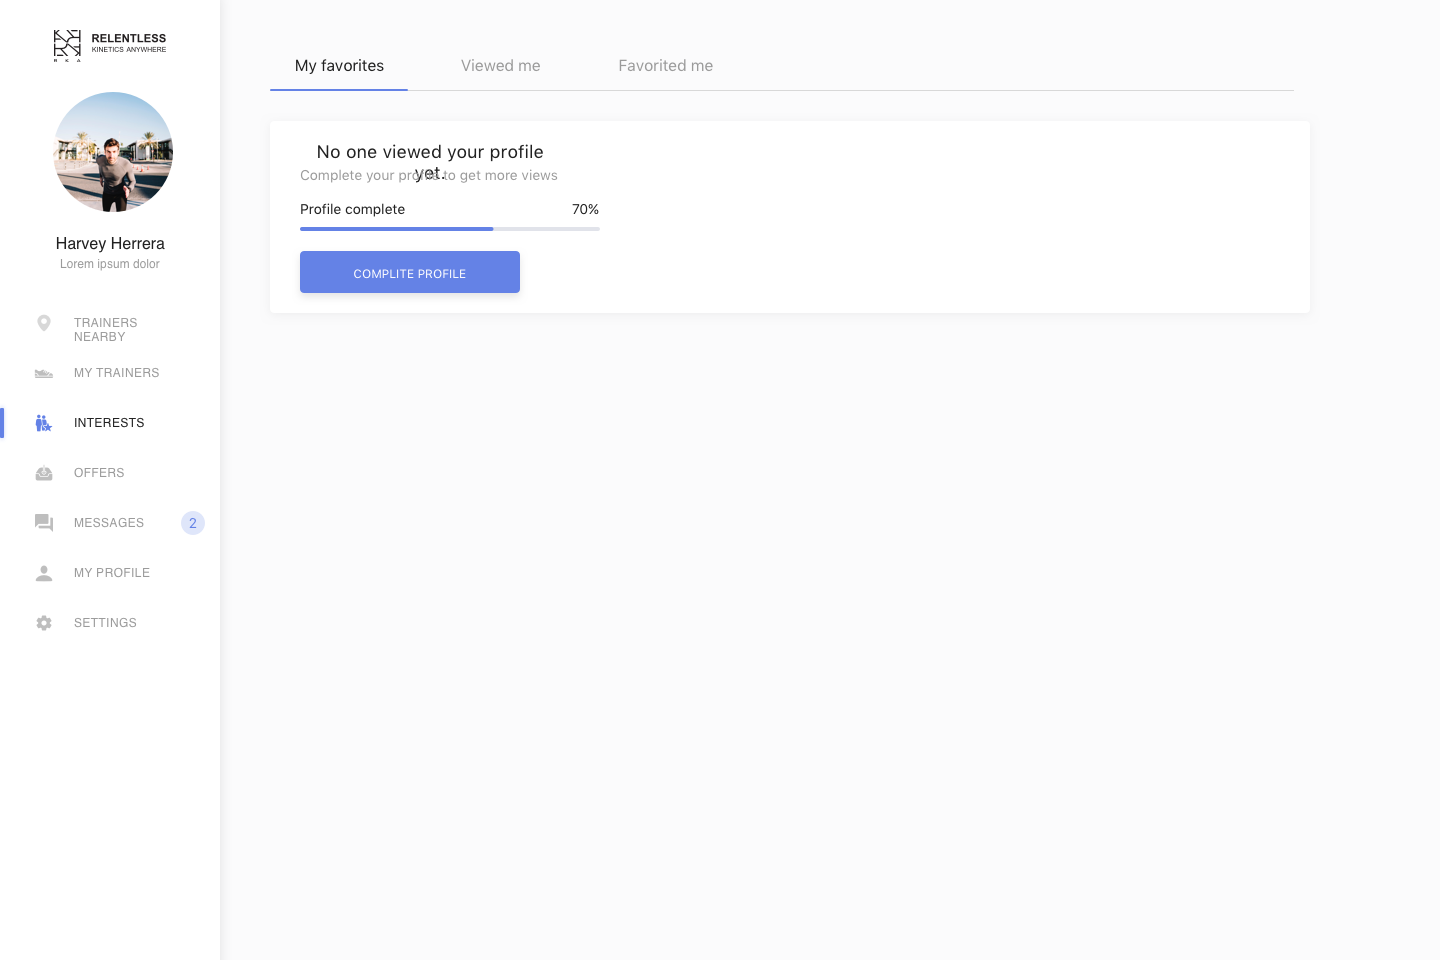 RELENTLESS
KINETICS ANYWHERE
R K A
Harvey Herrera
Lorem ipsum dolor
TRAINERS
NEARBY
MY TRAINERS
INTERESTS
OFFERS
MESSAGES 2
MY PROFILE
SETTINGS
My favorites Viewed me Favorited me
No one viewed your profile
yet.
Complete your profile to get more views
Profile complete 70%
COMPLITE PROFILE